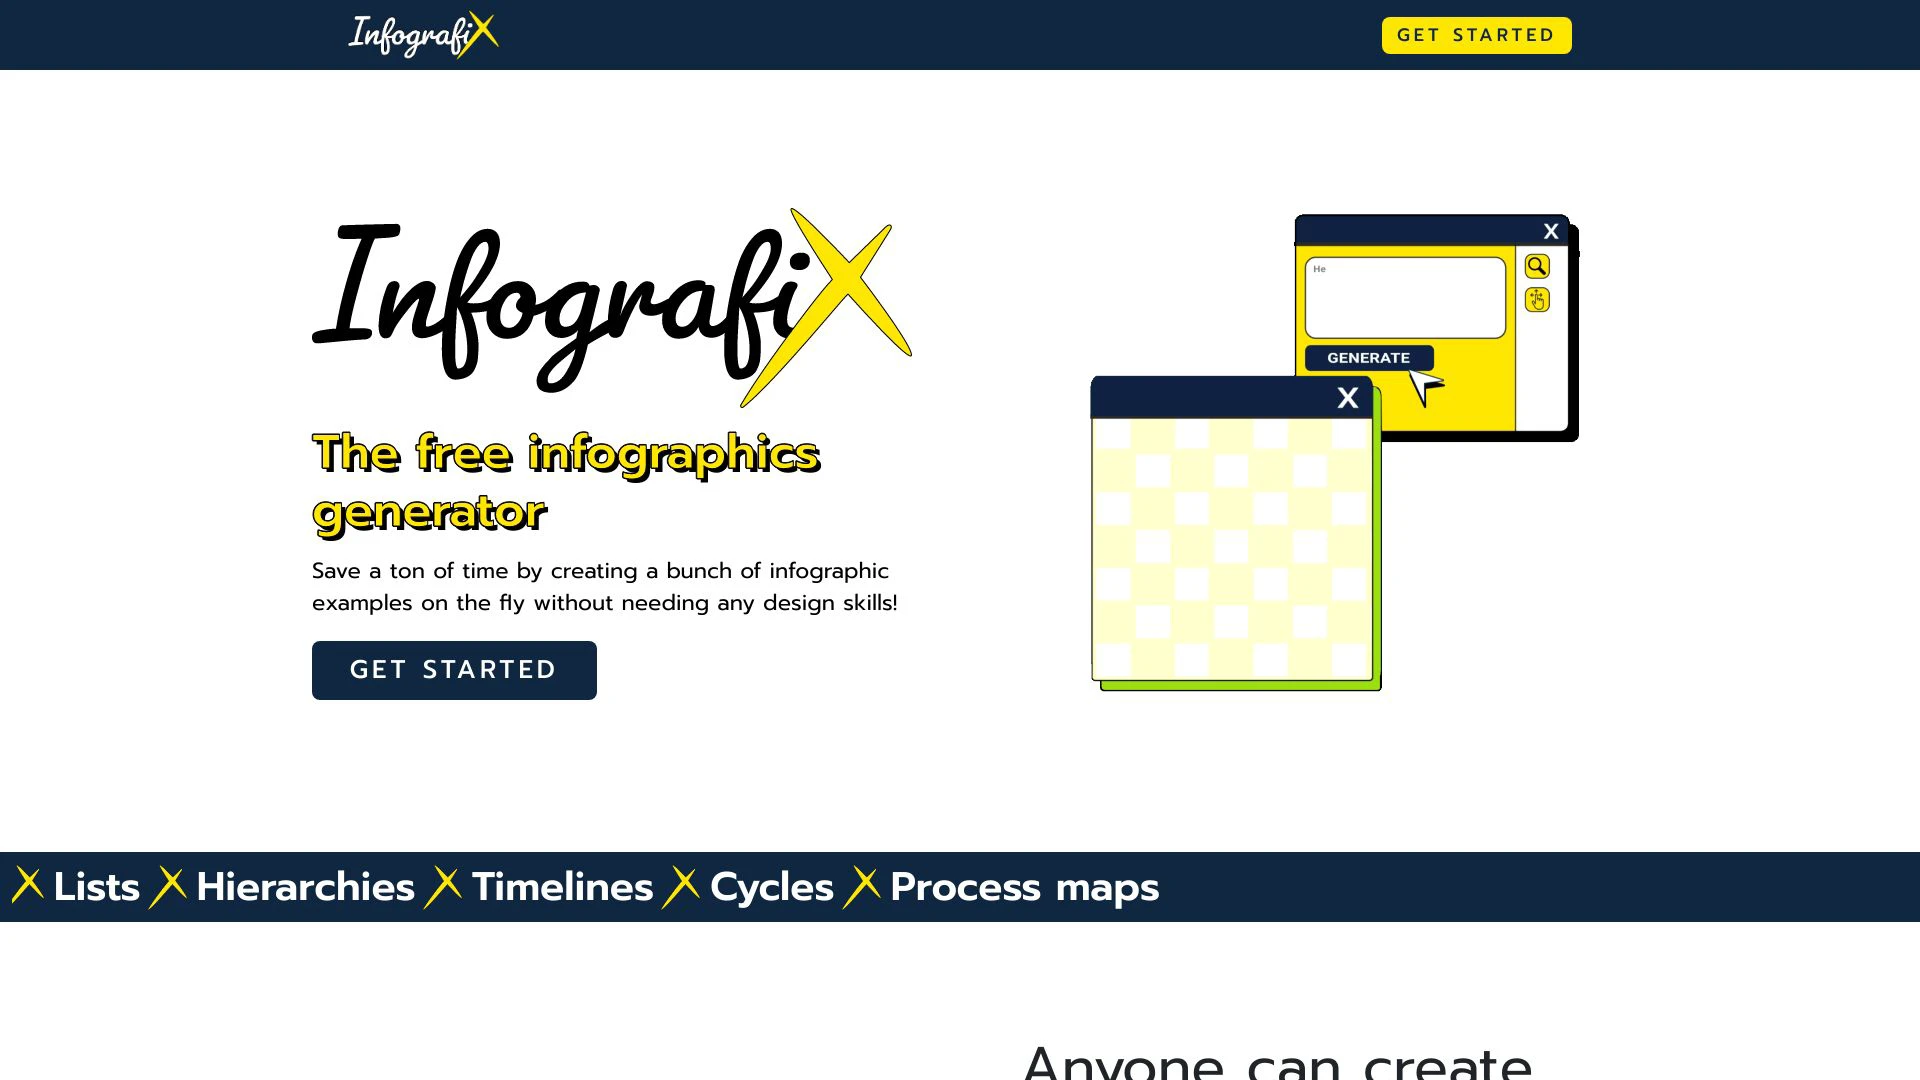 InfografiX
GET STARTED
InfografiX
The free infographics
generator
Save a ton of time by creating a bunch of infographic
examples on the fly without needing any design skills!
GET STARTED
X
He
GENERATE
X
Lists Hierarchies Timelines Cycles Process maps
Anyone can create